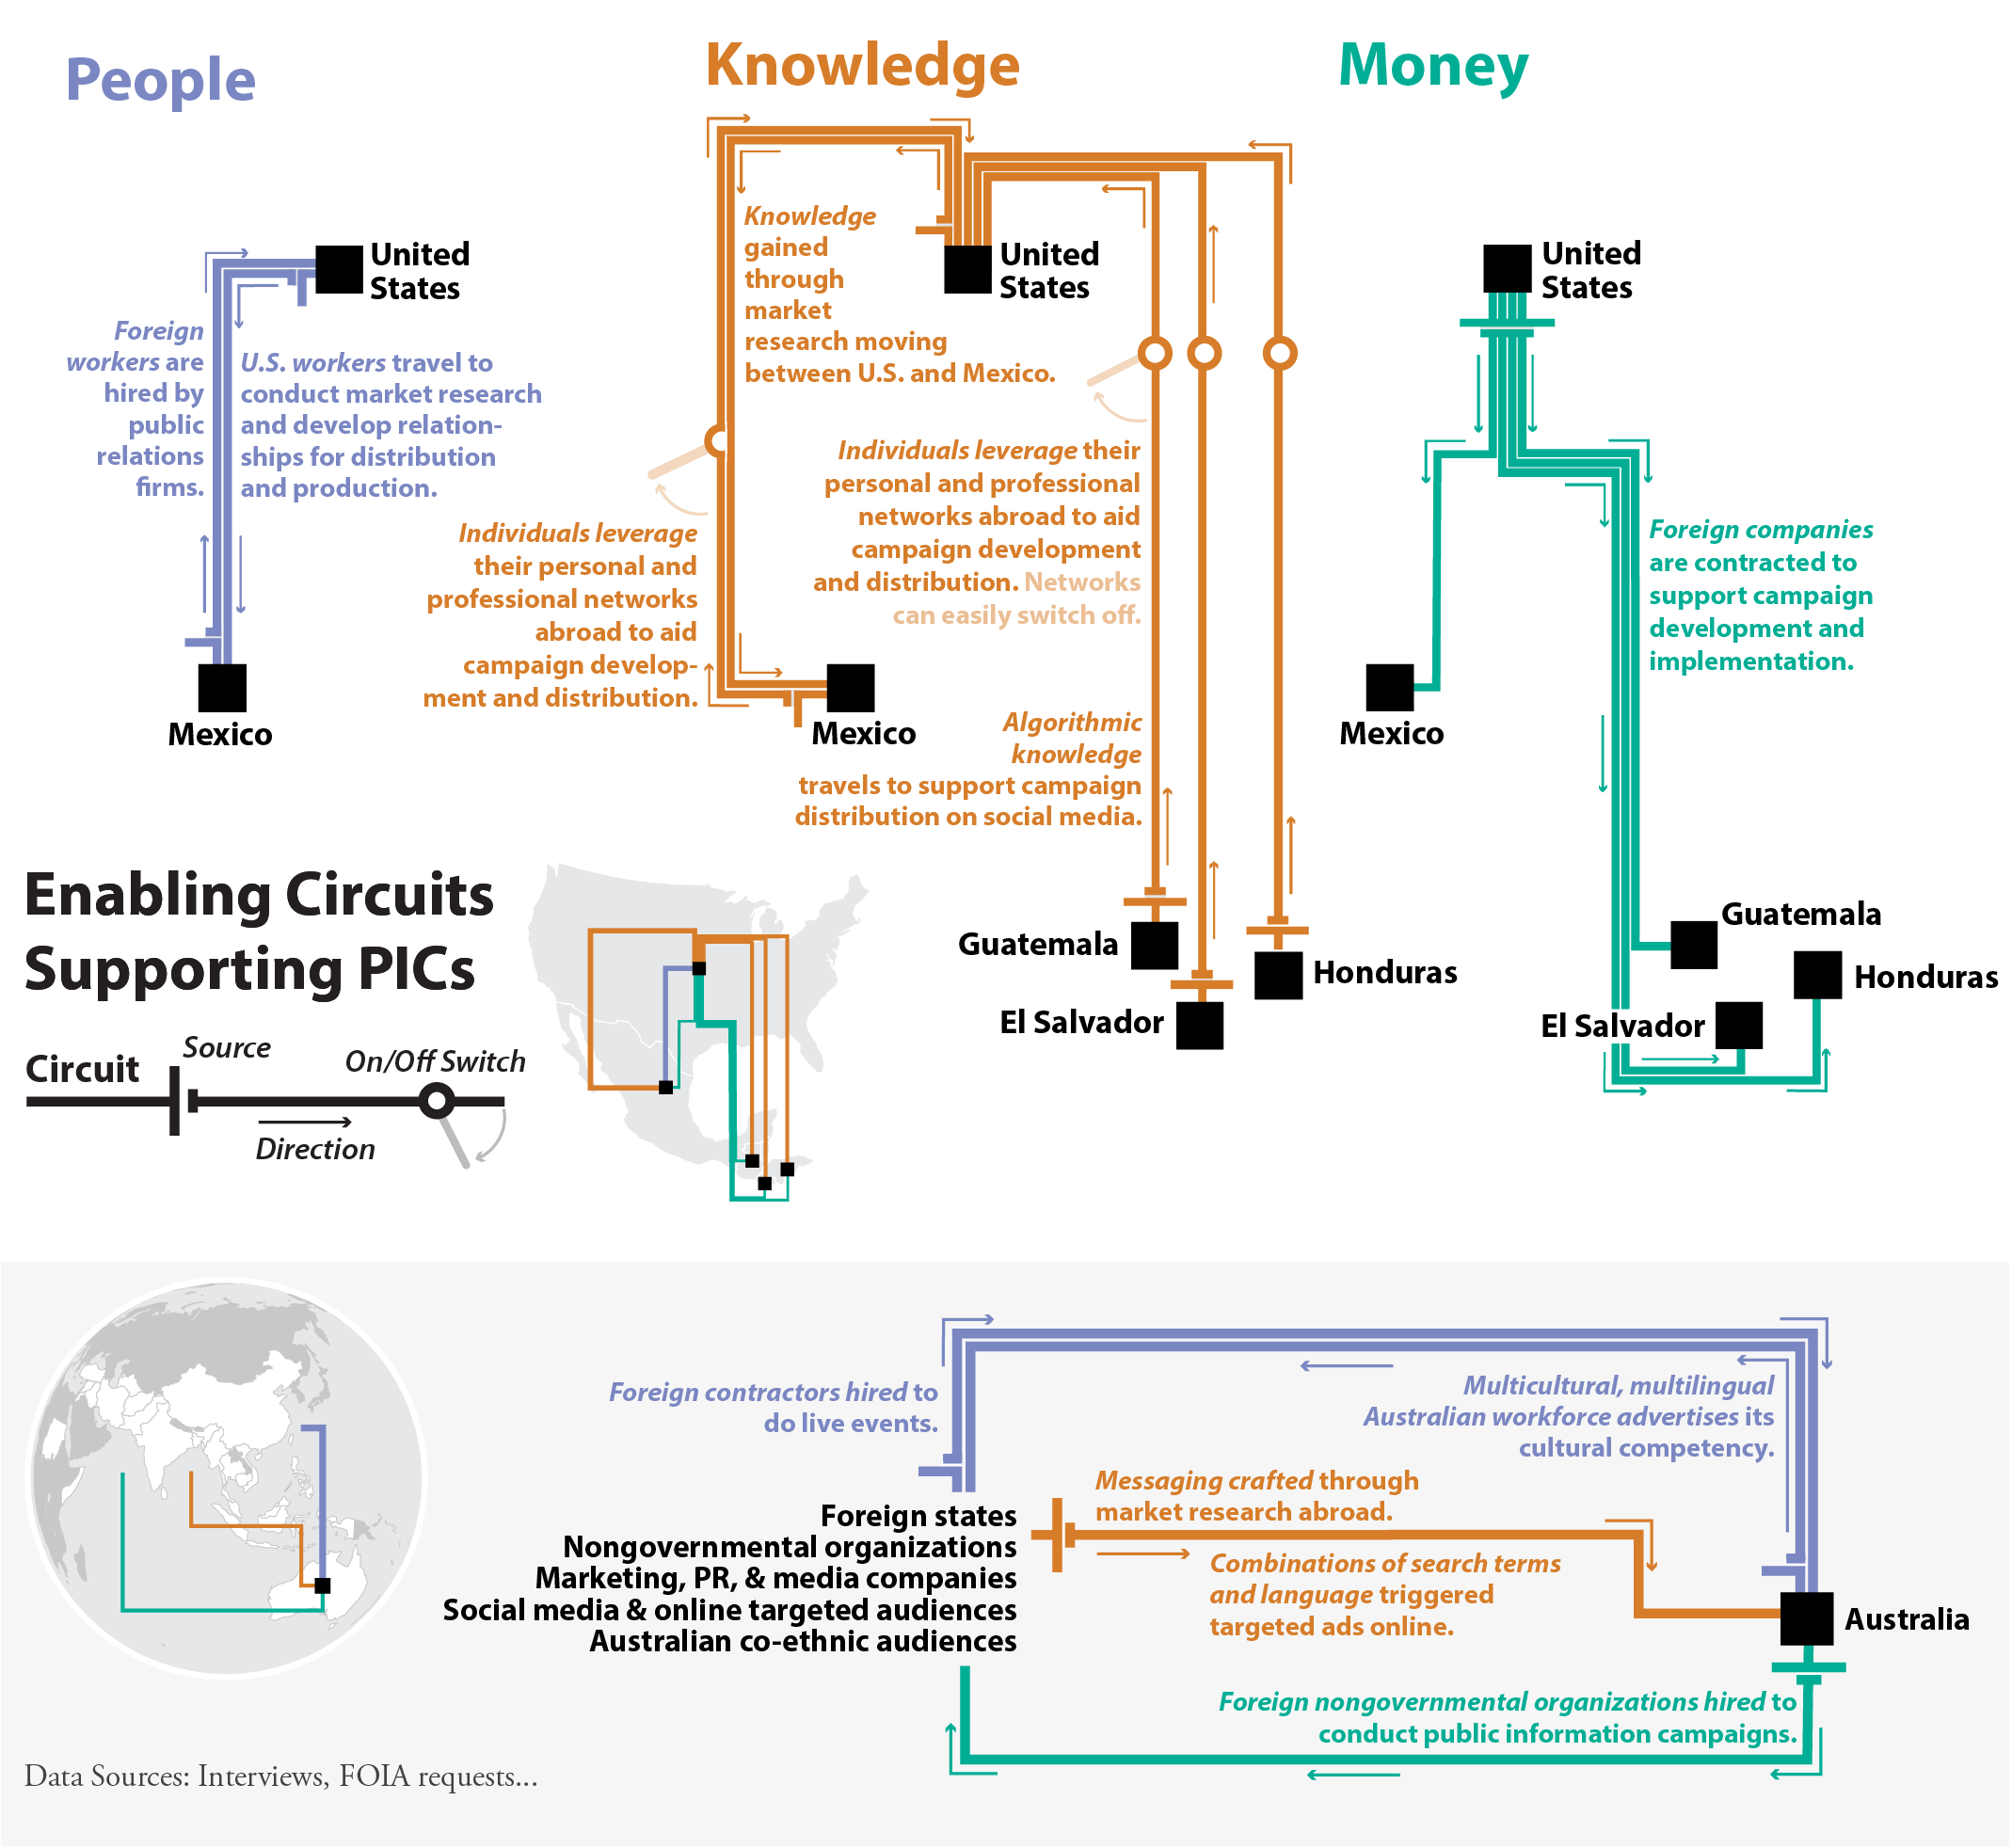 People
Knowledge
Money
United
States
Foreign
workers are
hired by
public
relations
firms.
U.S. workers travel to
conduct market research
and develop relation-
ships for distribution
and production.
Mexico
Knowledge
gained
through
market
research moving
between U.S. and Mexico.
United
States
Individuals leverage
their personal and
professional networks
abroad to aid
campaign develop-
ment and distribution.
Mexico
Individuals leverage their
personal and professional
networks abroad to aid
campaign development
and distribution. Networks
can easily switch off.
Algorithmic
knowledge
travels to support campaign
distribution on social media.
Guatemala
Honduras
El Salvador
United
States
Foreign companies
are contracted to
support campaign
development and
implementation.
Mexico
Guatemala
Honduras
El Salvador
Enabling Circuits
Supporting PICs
Circuit
Source
On/Off Switch
Direction
Foreign contractors hired to
do live events.
Multicultural, multilingual
Australian workforce advertises its
cultural competency.
Messaging crafted through
market research abroad.
Foreign states
Nongovernmental organizations
Marketing, PR, & media companies
Social media & online targeted audiences
Australian co-ethnic audiences
Combinations of search terms
and language triggered
targeted ads online.
Australia
Foreign nongovernmental organizations hired to
conduct public information campaigns.
Data Sources: Interviews, FOIA requests...